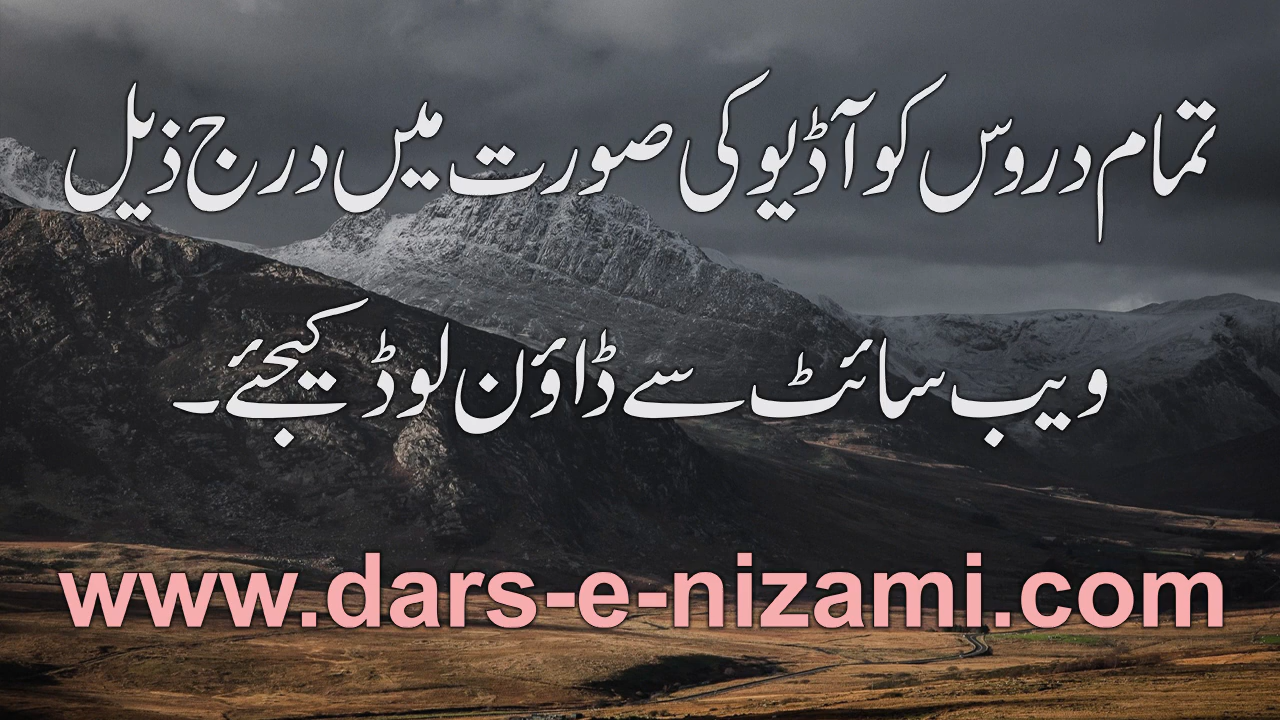 تمام دروس کو آڈیو کی صورت میں درج ذیل
ویب سائٹ سے ڈاؤن لوڈ کیجئے۔
www.dars-e-nizami.com